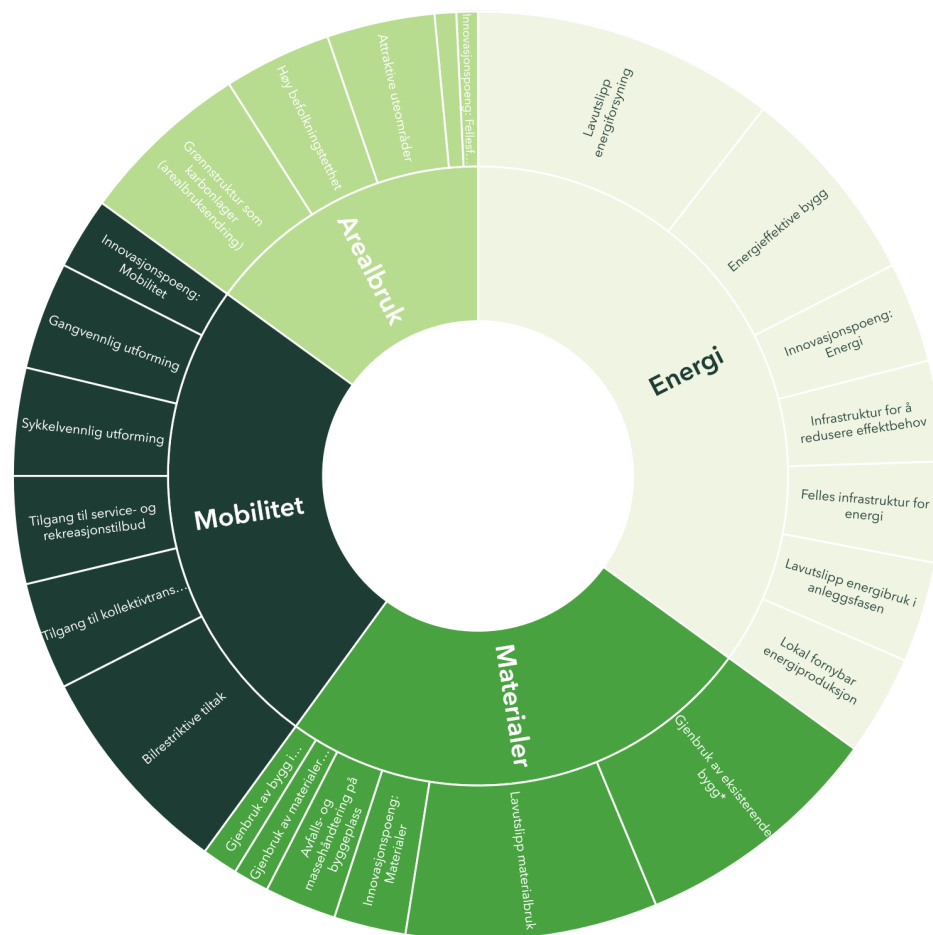 Energi
Lavutslipp
energiforsyning
Energieffektive bygg
Innovasjonspoeng:
Energi
Infrastruktur for å
redusere effektbehov
Felles infrastruktur for
energi
Lavutslipp energibruk i
anleggsfasen
Lokal fornybar
energiproduksjon
Materialer
Gjenbruk av eksisterende
bygg*
Lavutslipp materialbruk
Innovasjonspoeng:
Materialer
Avfalls- og
massehåndtering på
byggeplass
Gjenbruk av materialer...
Gjenbruk av bygg i...
Mobilitet
Bilrestriktive tiltak
Tilgang til kollektivtrans...
Tilgang til service- og
rekreasjonstilbud
Sykkelvennlig utforming
Gangvennlig utforming
Innovasjonspoeng:
Mobilitet
Arealbruk
Grønnstruktur som
karbonlager
(arealbruksendring)
Høy befolkningstetthet
Attraktive uteområder
Innovasjonspoeng: Fellesf...